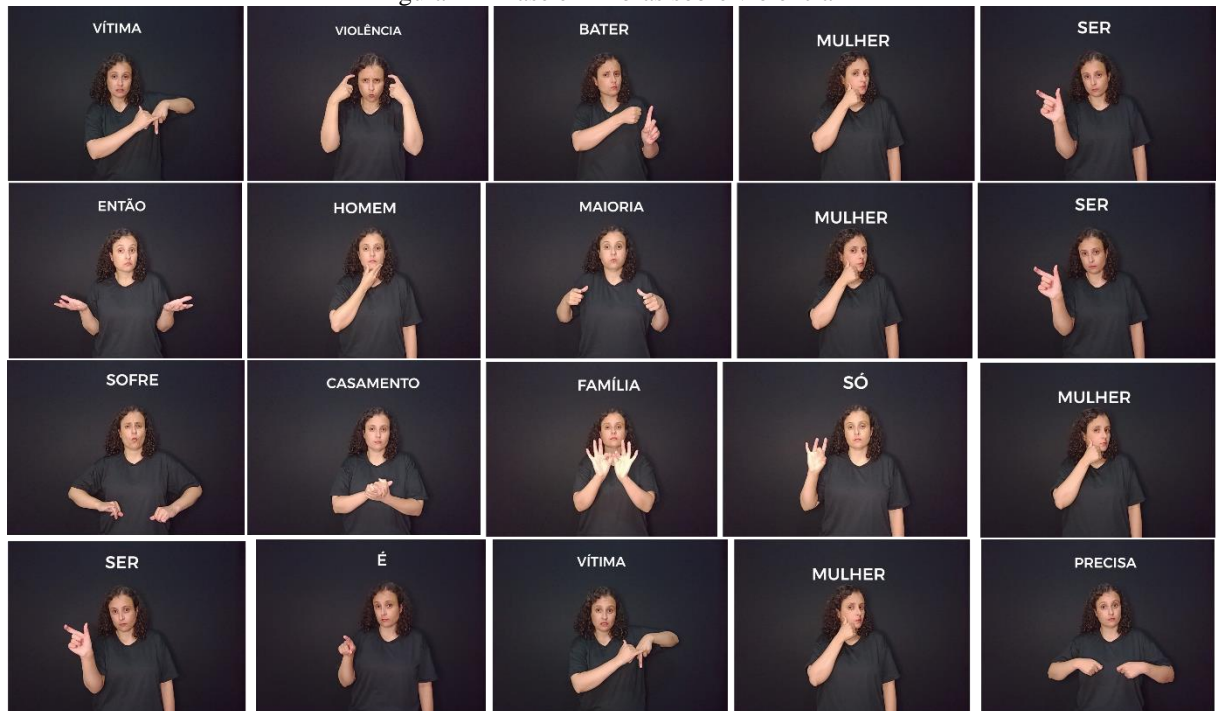 VÍTIMA
VIOLÊNCIA
BATER
MULHER
SER
ENTÃO
HOMEM
MAIORIA
MULHER
SER
SOFRE
CASAMENTO
FAMÍLIA
SÓ
MULHER
SER
É
VÍTIMA
MULHER
PRECISA